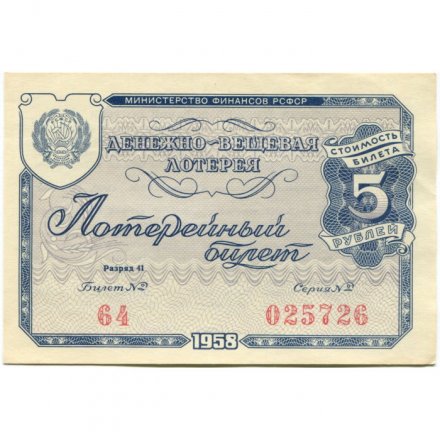 МИНИСТЕРСТВО ФИНАНСОВ РСФСР
ДЕНЕЖНО-ВЕЩЕВАЯ
ЛОТЕРЕЯ
СТОИМОСТЬ
БИЛЕТА
5
РУБЛЕЙ
Лотерейный
билет
Разряд 41
Билет №
Серия №
64
025726
1958